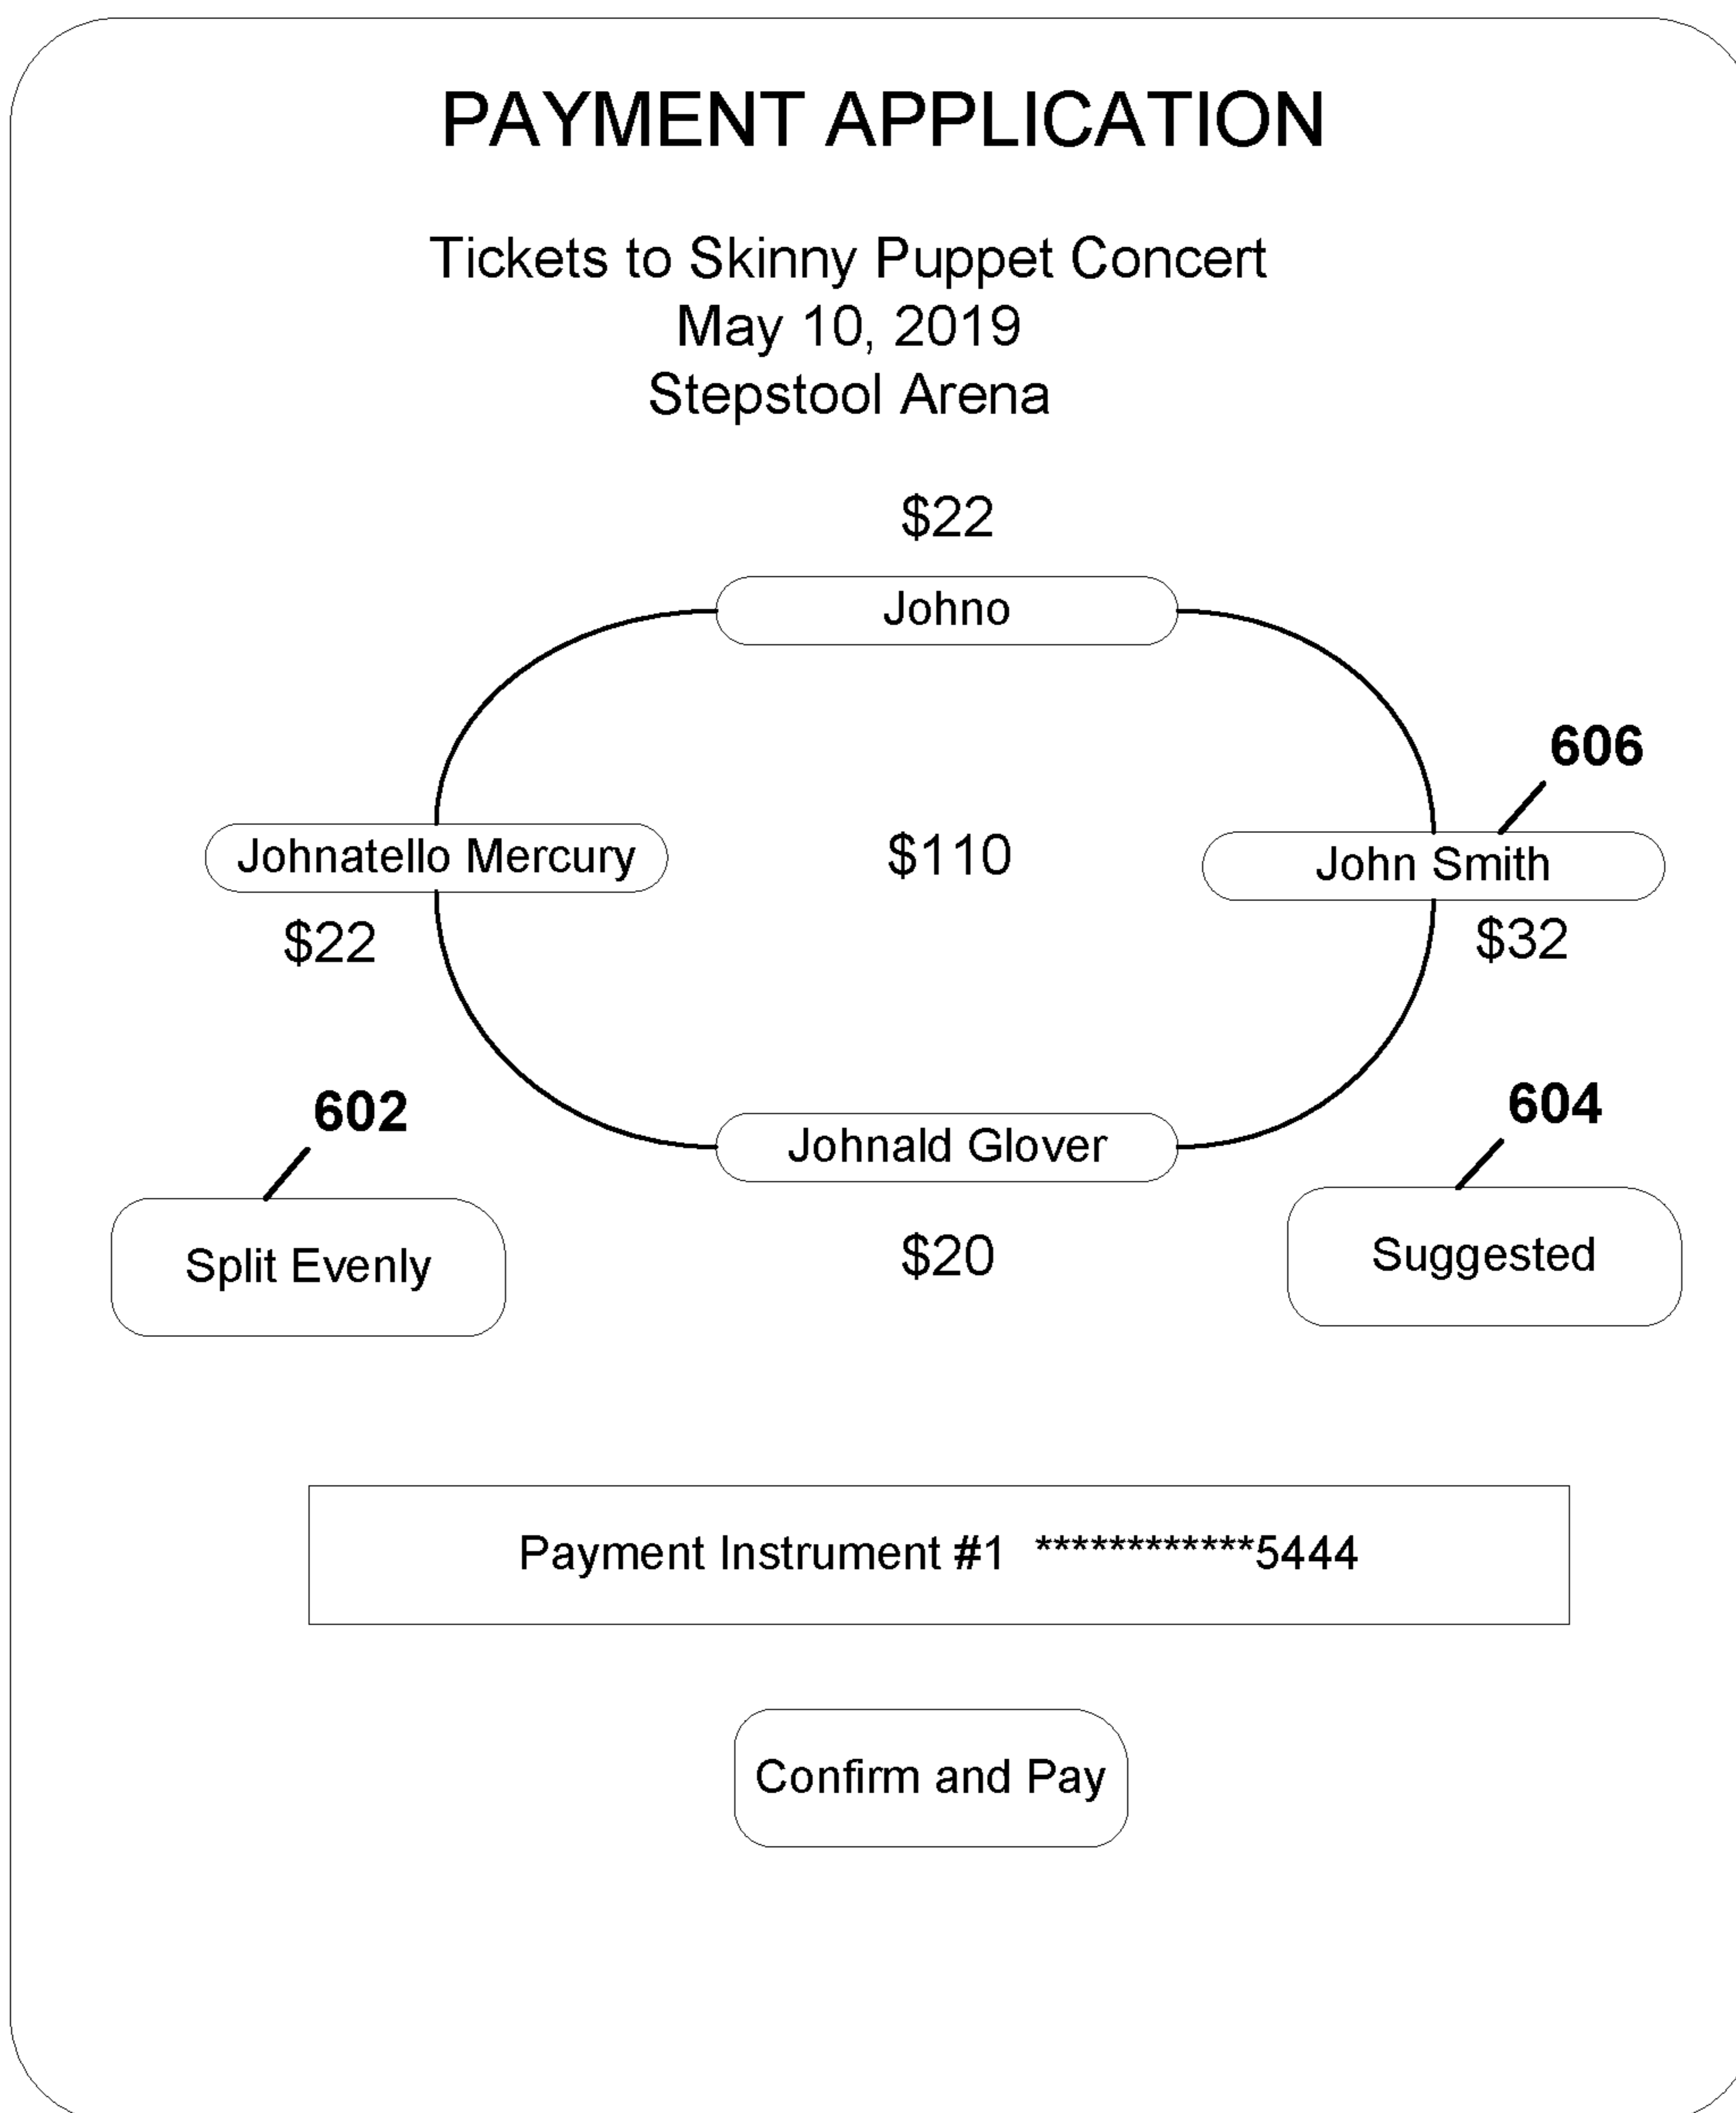 PAYMENT APPLICATION
Tickets to Skinny Puppet Concert
May 10, 2019
Stepstool Arena
$22
Johno
606
Johnatello Mercury
$110
John Smith
$22
$32
602
604
Johnald Glover
Split Evenly
$20
Suggested
Payment Instrument #1 ************5444
Confirm and Pay